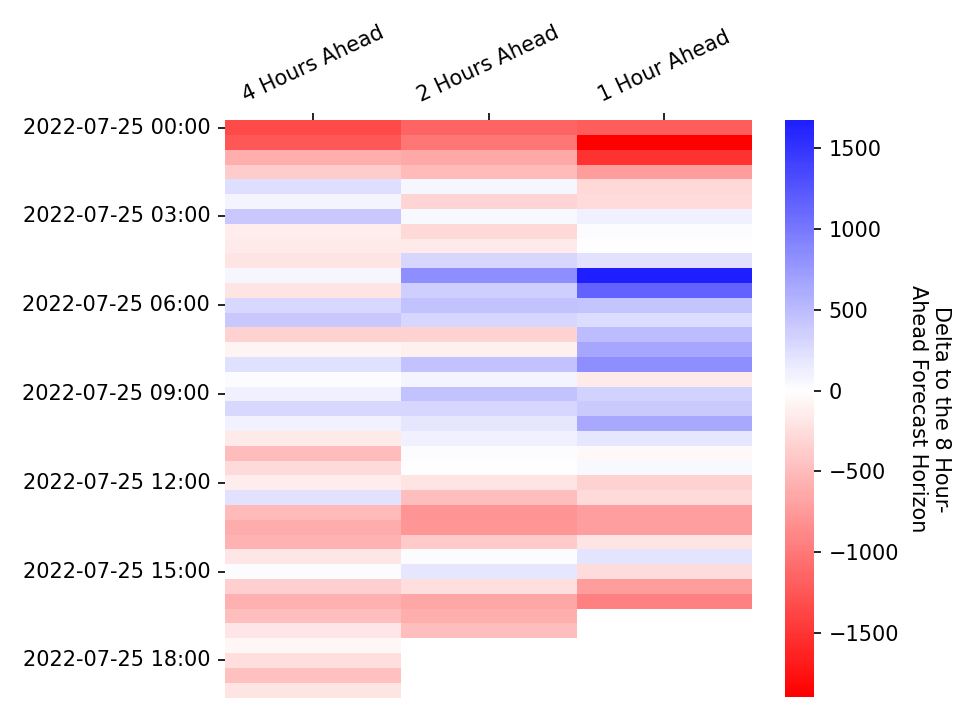 4 Hours Ahead
2 Hours Ahead
1 Hour Ahead
2022-07-25 00:00
2022-07-25 03:00
2022-07-25 06:00
2022-07-25 09:00
2022-07-25 12:00
2022-07-25 15:00
2022-07-25 18:00
1500
1000
500
0
−500
−1000
−1500
Delta to the 8 Hour-
Ahead Forecast Horizon